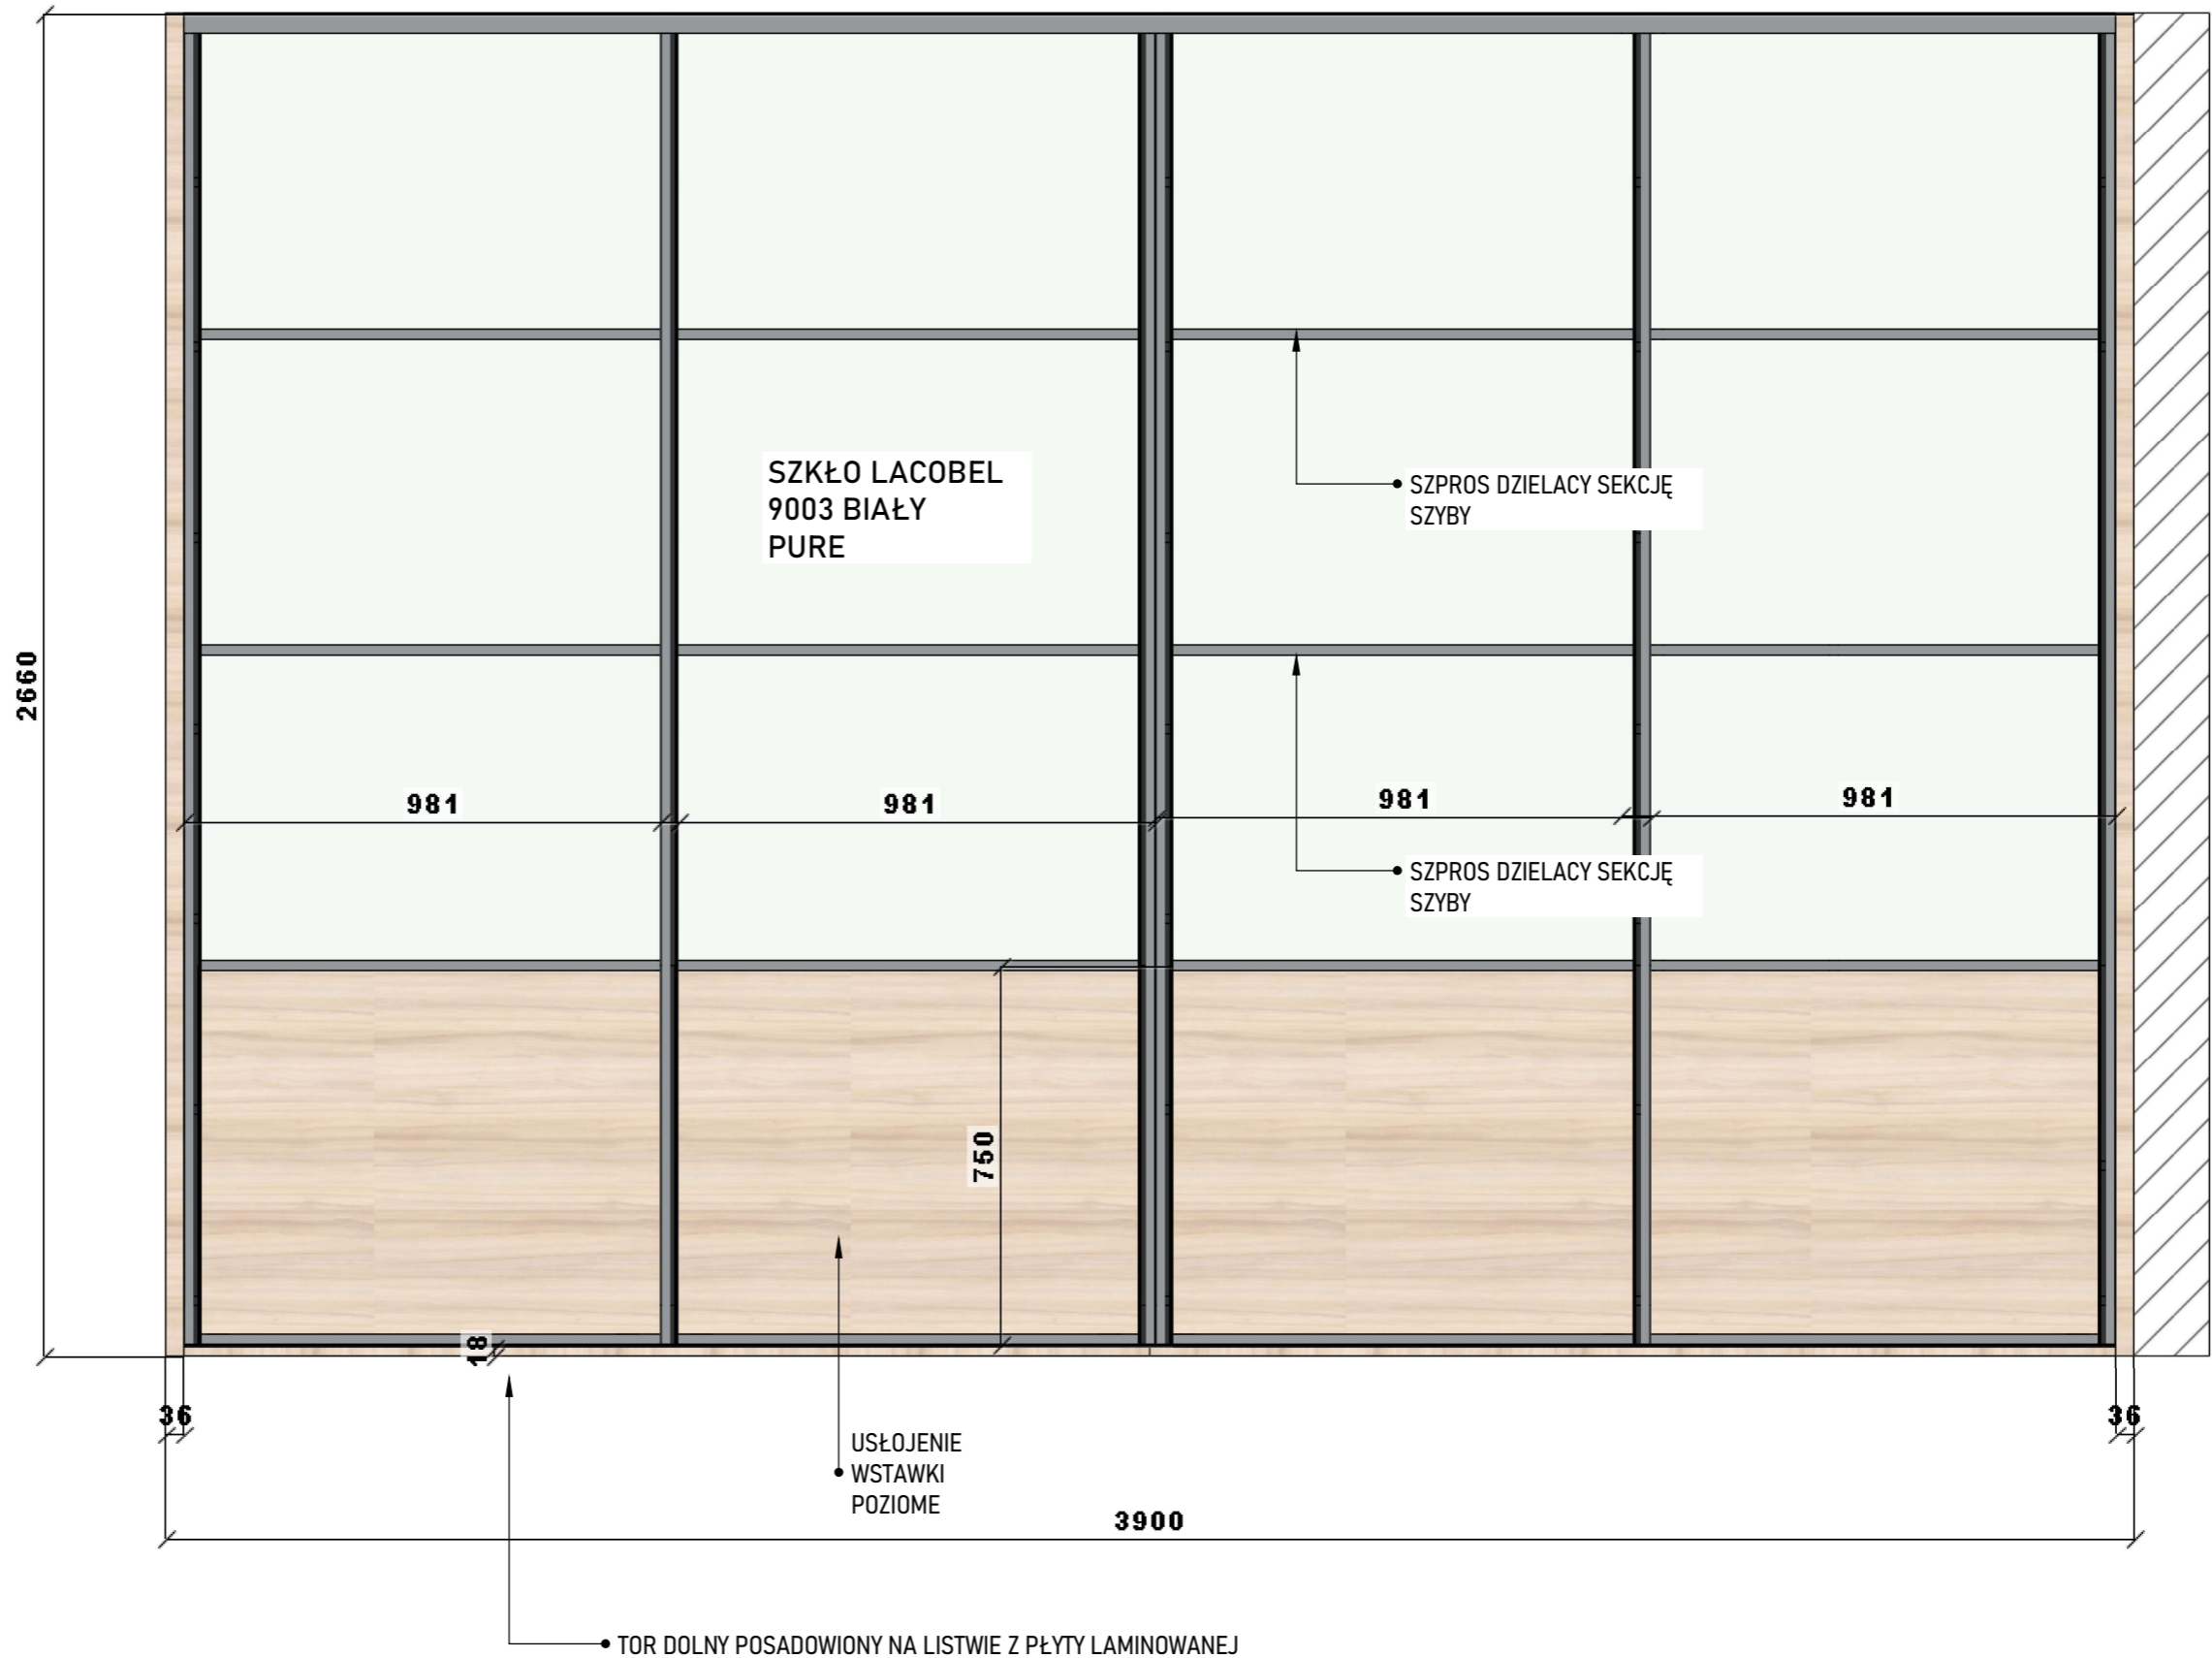 SZKŁO LACOBEL
9003 BIAŁY
PURE
SZPROS DZIELACY SEKCJĘ
SZYBY
2660
981
981
981
981
SZPROS DZIELACY SEKCJĘ
SZYBY
750
18
36
36
USŁOJENIE
WSTAWKI
POZIOME
3900
TOR DOLNY POSADOWIONY NA LISTWIE Z PŁYTY LAMINOWANEJ